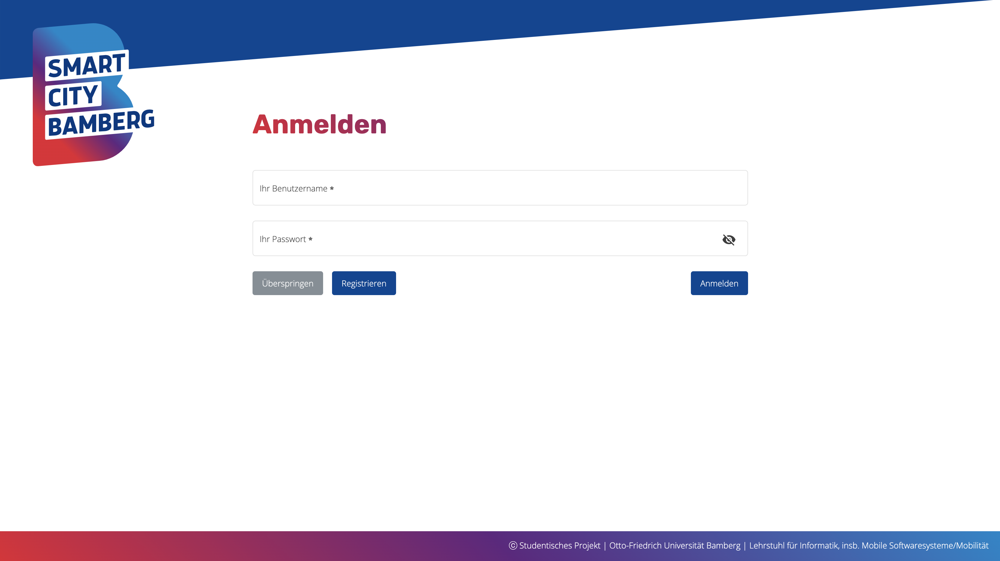 SMART
CITY
BAMBERG
Anmelden
Ihr Benutzername *
Ihr Passwort *
Überspringen Registrieren Anmelden
© Studentisches Projekt | Otto-Friedrich Universität Bamberg | Lehrstuhl für Informatik, insb. Mobile Softwaresysteme/Mobilität